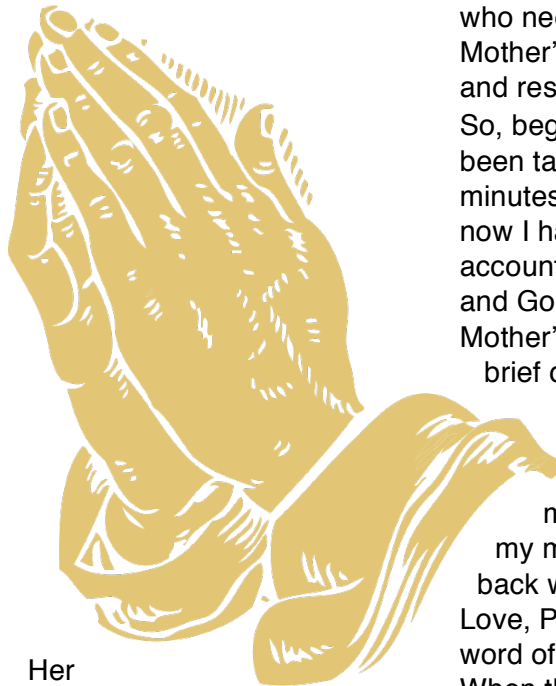 who nee
Mother’
and res
So, beg
been ta
minutes
now I ha
accoun
and Go
Mother’
brief
my m
back w
Love, P
word of
Her